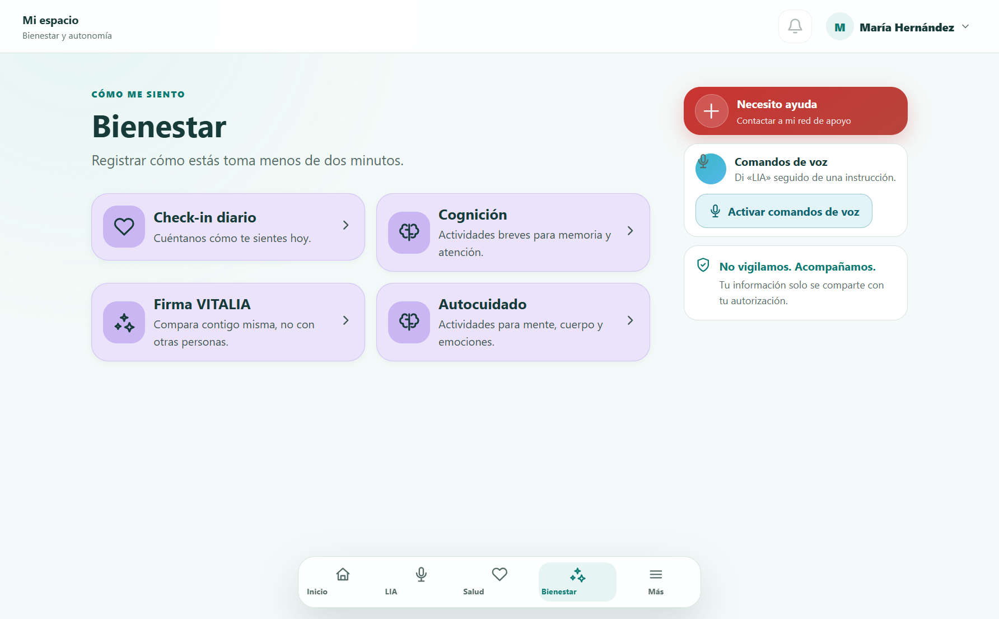 Mi espacio
Bienestar y autonomía
M
María Hernández
CÓMO ME SIENTO
Bienestar
Registrar cómo estás toma menos de dos minutos.
Check-in diario
Cuéntanos cómo te sientes hoy.
Cognición
Actividades breves para memoria y
atención.
Firma VITALIA
Compara contigo misma, no con
otras personas.
Autocuidado
Actividades para mente, cuerpo y
emociones.
Necesito ayuda
Contactar a mi red de apoyo
Comandos de voz
Di «LIA» seguido de una instrucción.
Activar comandos de voz
No vigilamos. Acompañamos.
Tu información solo se comparte con
tu autorización.
Inicio
LIA
Salud
Bienestar
Más